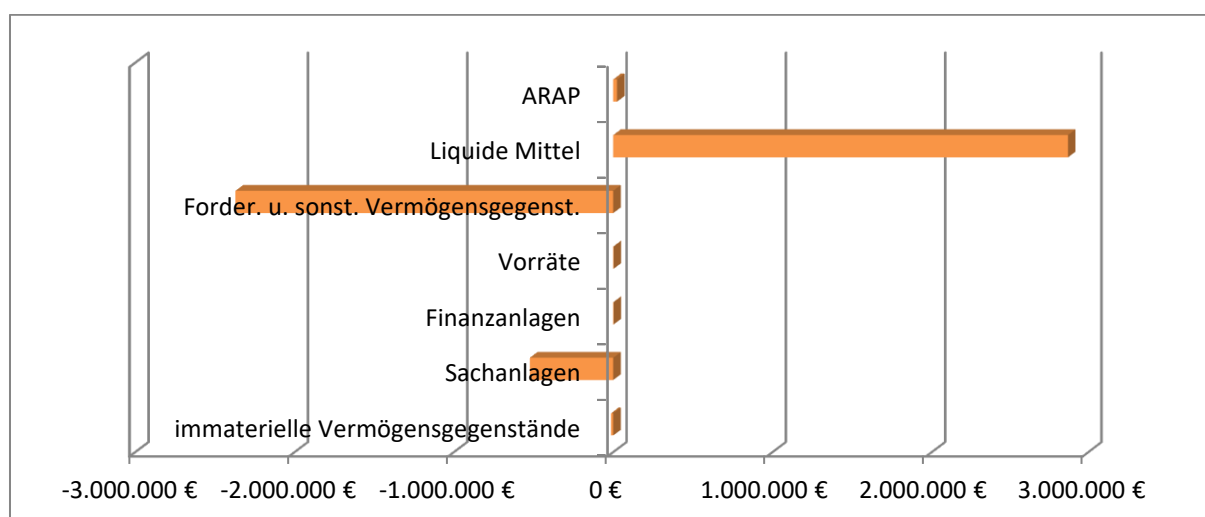 ARAP
Liquide Mittel
Forder. u. sonst. Vermögensgegenst.
Vorräte
Finanzanlagen
Sachanlagen
immaterielle Vermögensgegenstände
-3.000.000 € -2.000.000 € -1.000.000 € 0 € 1.000.000 € 2.000.000 € 3.000.000 €